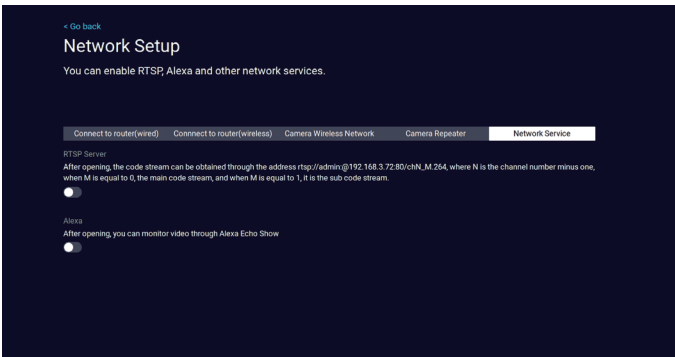 < Go back
Network Setup
You can enable RTSP, Alexa and other network services.
Connect to router(wired) Connnect to router(wireless) Camera Wireless Network Camera Repeater Network Service
RTSP Server
After opening, the code stream can be obtained through the address rtsp://admin:@192.168.3.72:80/chN_M.264, where N is the channel number minus one,
when M is equal to 0, the main code stream, and when M is equal to 1, it is the sub code stream.
Alexa
After opening, you can monitor video through Alexa Echo Show